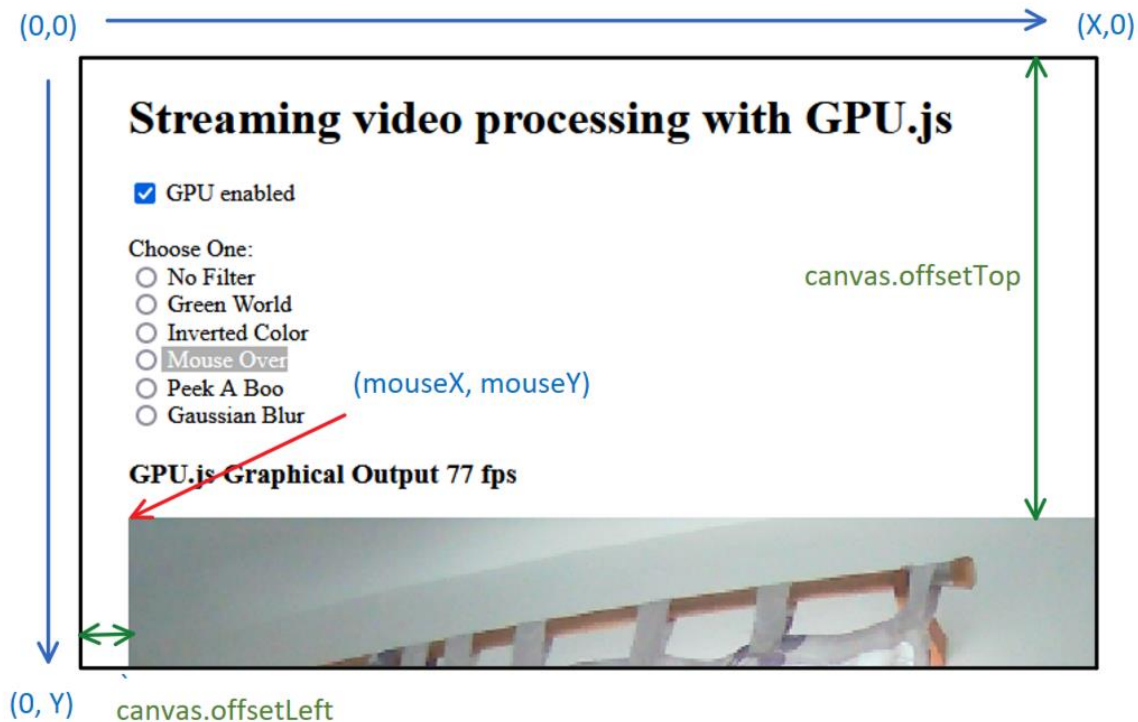 (0,0)
(X,0)
Streaming video processing with GPU.js
GPU enabled
Choose One:
No Filter
Green World
Inverted Color
canvas.offsetTop
Mouse Over
Peek A Boo
(mouseX, mouseY)
Gaussian Blur
GPU.js Graphical Output 77 fps
(0, Y)
`
canvas.offsetLeft